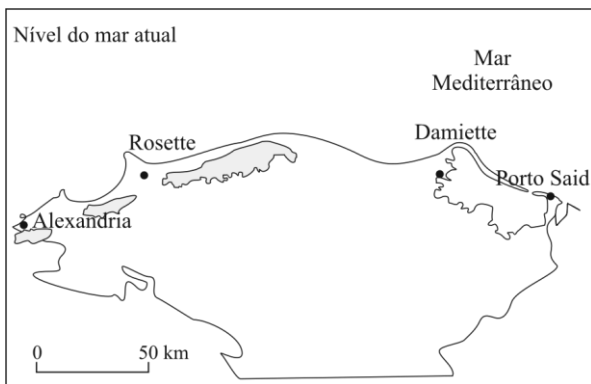 Nível do mar atual
Mar
Mediterrâneo
Rosette
Damiette
Porto Said
Alexandria
0 50 km